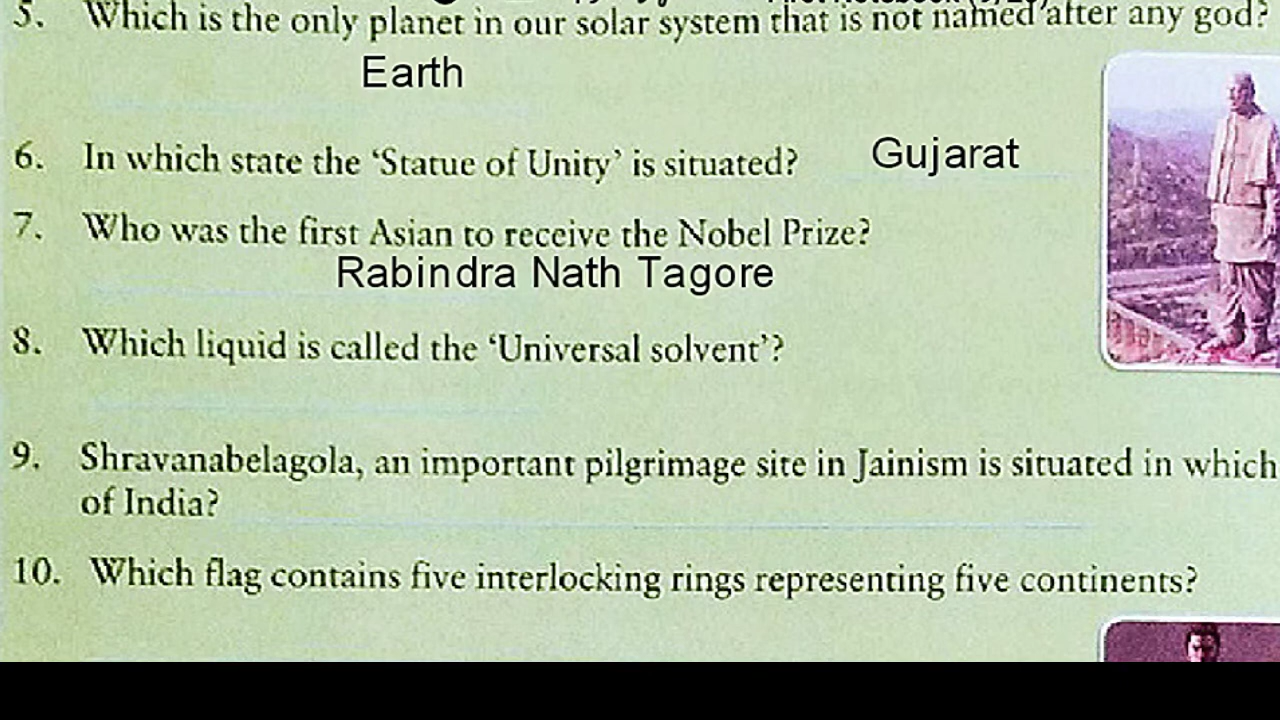 5. Which is the only planet in our solar system that is not named after any god?
Earth
6. In which state the ‘Statue of Unity’ is situated? Gujarat
7. Who was the first Asian to receive the Nobel Prize?
Rabindra Nath Tagore
8. Which liquid is called the ‘Universal solvent’?
9. Shravanabelagola, an important pilgrimage site in Jainism is situated in which
of India?
10. Which flag contains five interlocking rings representing five continents?